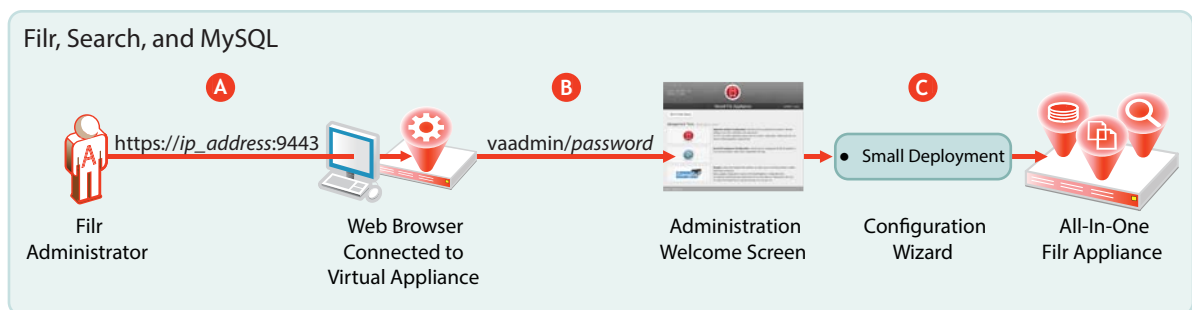 Filr, Search, and MySQL
A
B
C
https://ip_address:9443
vaadmin/password
• Small Deployment
A
Filr
Administrator
Web Browser
Connected to
Virtual Appliance
Administration
Welcome Screen
Configuration
Wizard
All-In-One
Filr Appliance